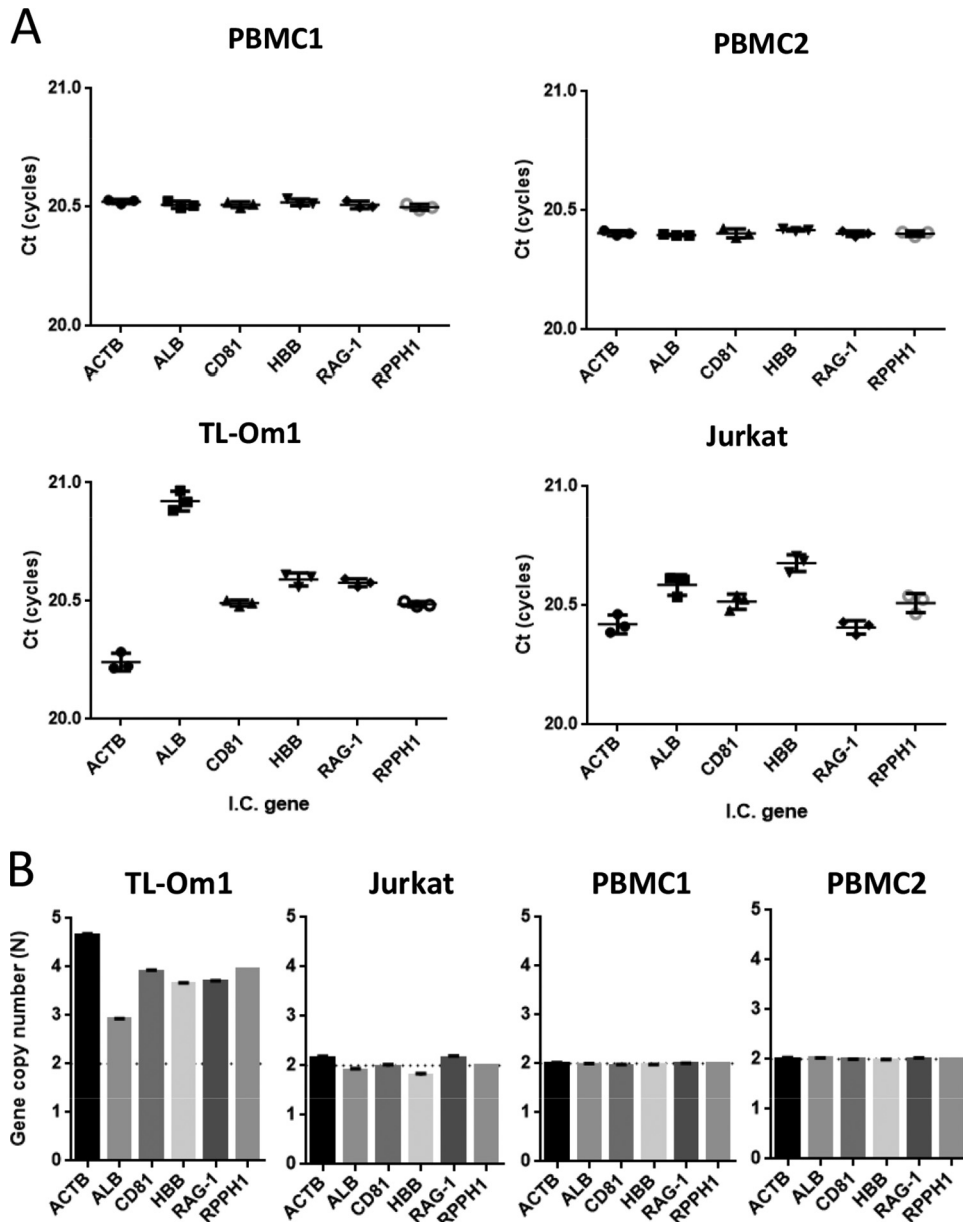 A
PBMC1
PBMC2
Ct (cycles)
21.0
20.5
20.0
ACTB
ALB
CD81
HBB
RAG-1
RPPH1
Ct (cycles)
21.0
20.5
20.0
ACTB
ALB
CD81
HBB
RAG-1
RPPH1
TL-Om1
Jurkat
Ct (cycles)
21.0
20.5
20.0
ACTB
ALB
CD81
HBB
RAG-1
RPPH1
I.C. gene
Ct (cycles)
21.0
20.5
20.0
ACTB
ALB
CD81
HBB
RAG-1
RPPH1
I.C. gene
B
TL-Om1
Jurkat
PBMC1
PBMC2
Gene copy number (N)
5
4
3
2
1
0
ACTB
ALB
CD81
HBB
RAG-1
RPPH1
5
4
3
2
1
0
ACTB
ALB
CD81
HBB
RAG-1
RPPH1
5
4
3
2
1
0
ACTB
ALB
CD81
HBB
RAG-1
RPPH1
5
4
3
2
1
0
ACTB
ALB
CD81
HBB
RAG-1
RPPH1